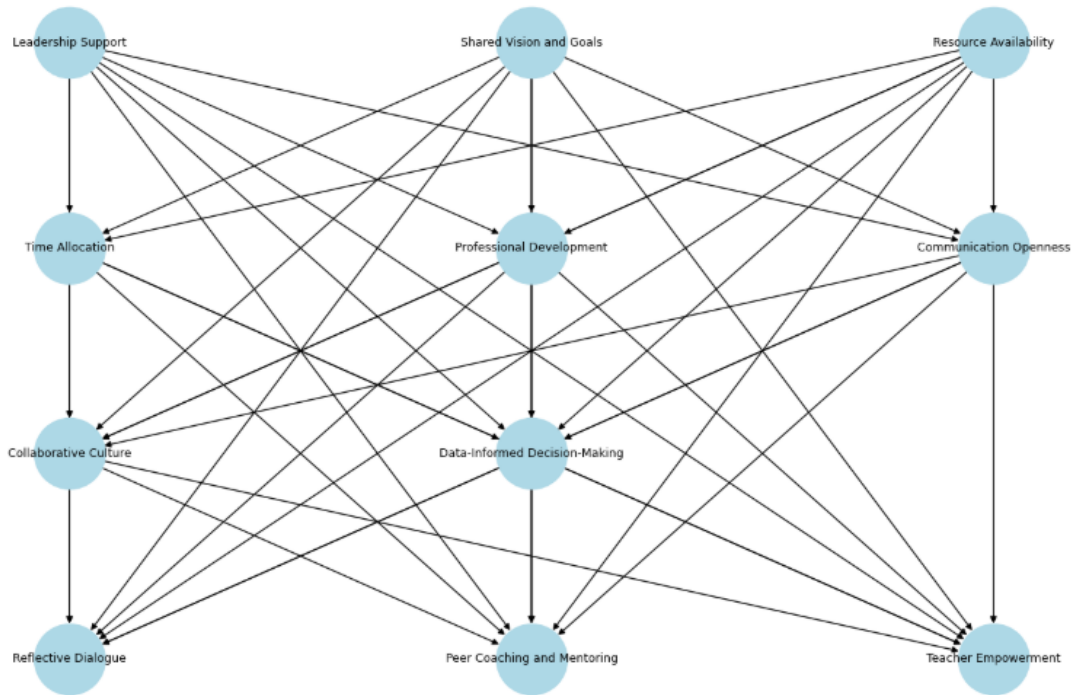 Leadership Support
Shared Vision and Goals
Resource Availability
Time Allocation
Professional Development
Communication Openness
Collaborative Culture
Data-Informed Decision-Making
Reflective Dialogue
Peer Coaching and Mentoring
Teacher Empowerment